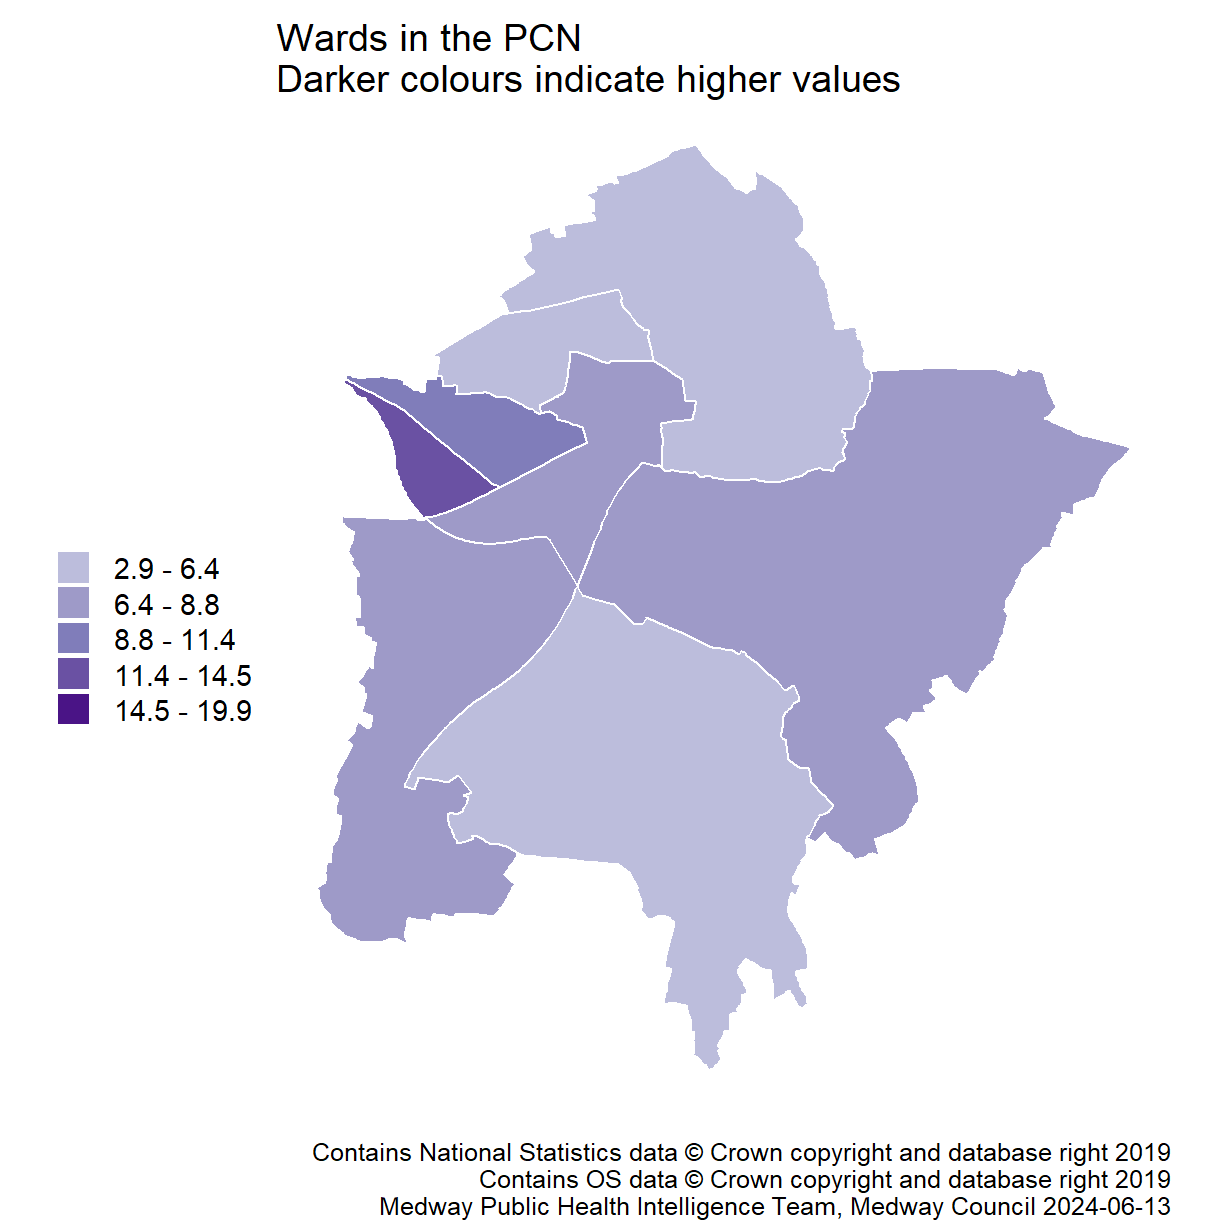 Wards in the PCN
Darker colours indicate higher values
2.9 - 6.4
6.4 - 8.8
8.8 - 11.4
11.4 - 14.5
14.5 - 19.9
Contains National Statistics data © Crown copyright and database right 2019
Contains OS data © Crown copyright and database right 2019
Medway Public Health Intelligence Team, Medway Council 2024-06-13